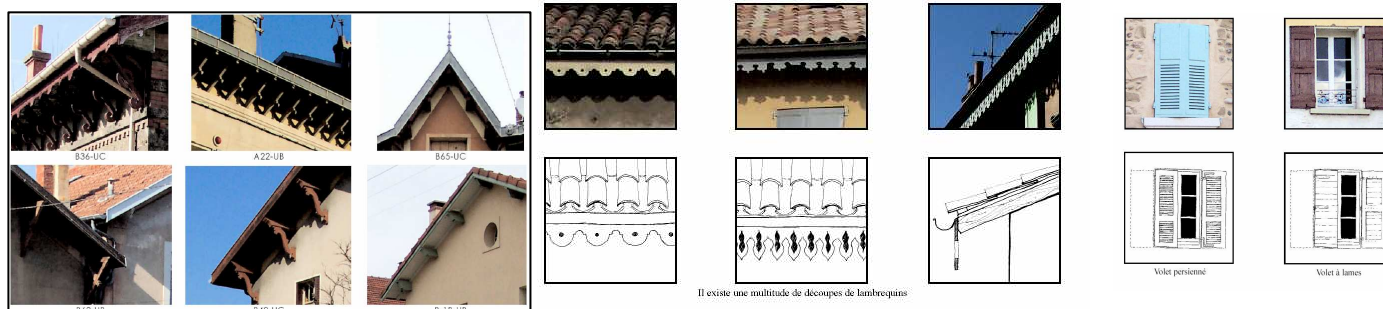 B36-UC
A22-UB
B65-UC
Il existe une multitude de découpes de lambrequins
Volet persienné
Volet à lames